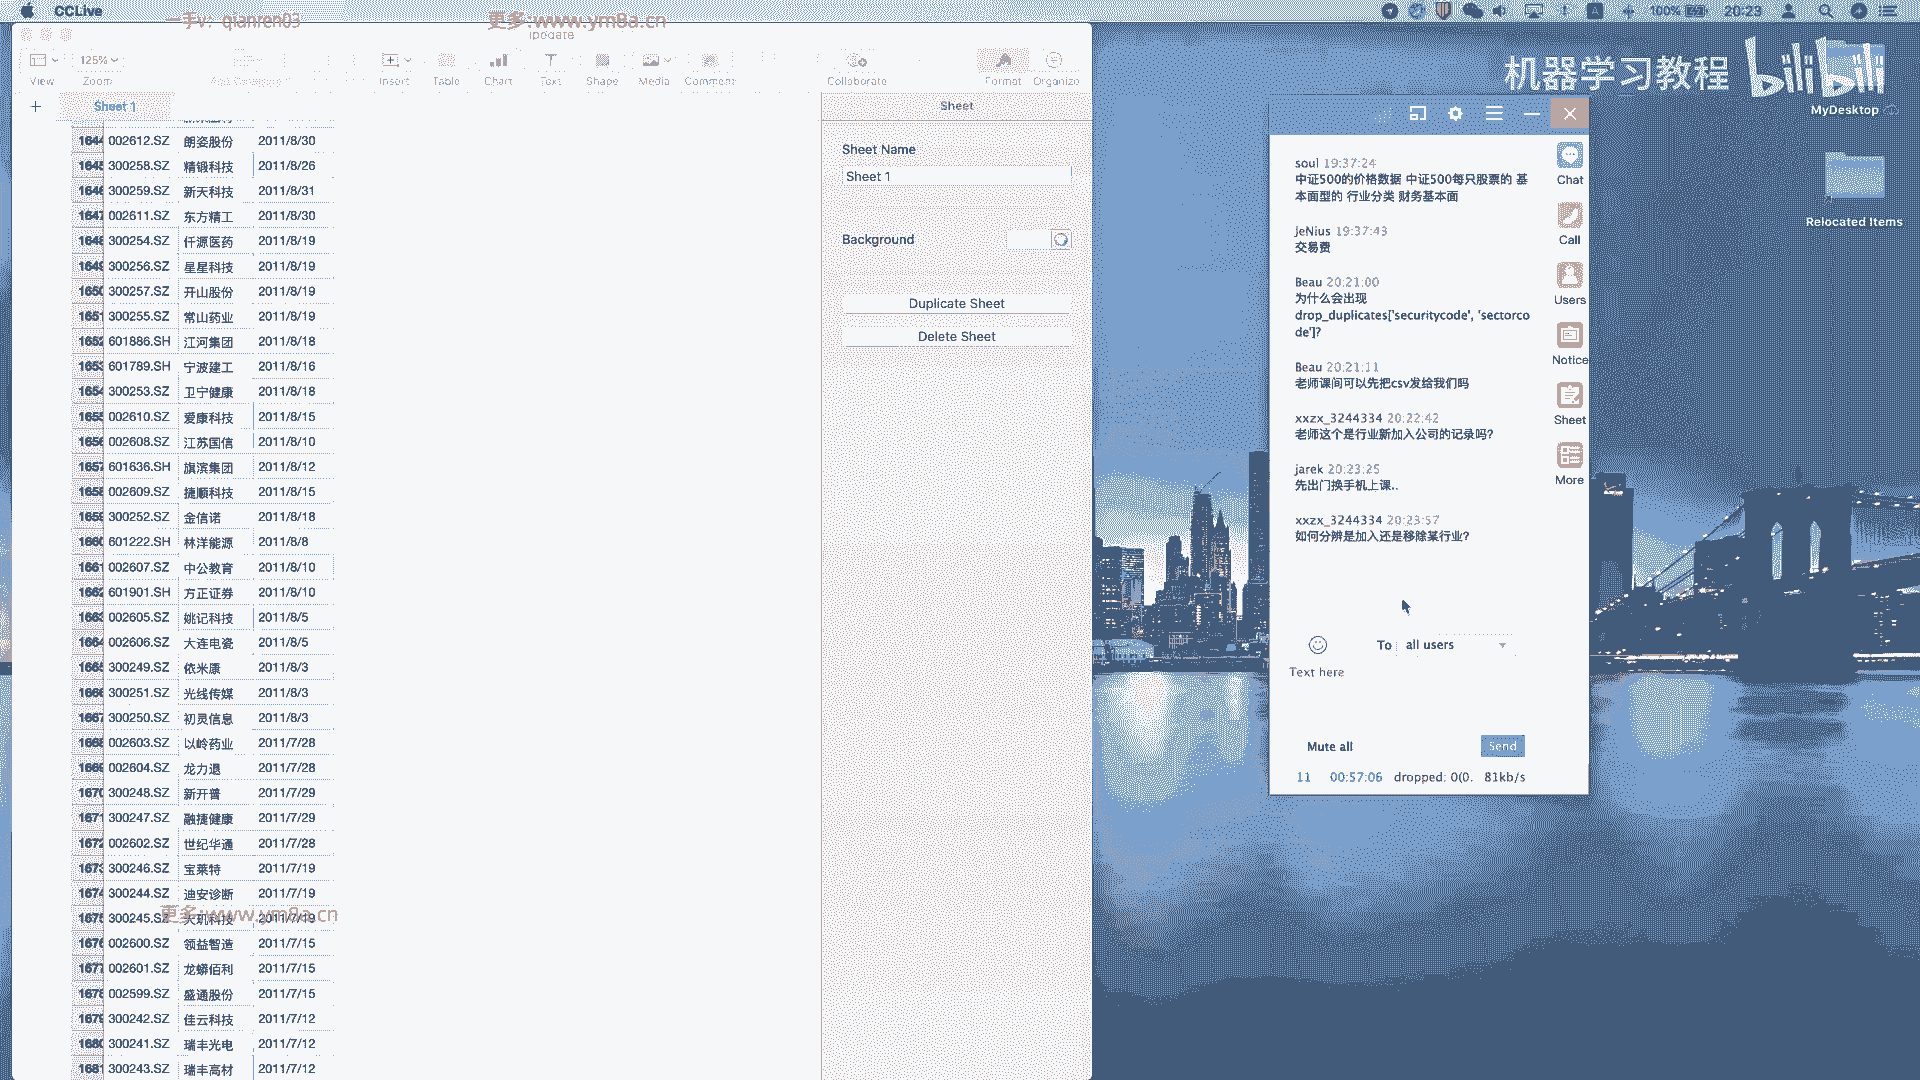 CCLive
100%
20:23
一手v: qianren03
更多:www.ym8a.cn
ipodate
125%
View
Zoom
Add Category
Insert
Table
Chart
Text
Shape
Media
Comment
Collaborate
Format
Organize
+
Sheet 1
Sheet
1644 002612.SZ 朗姿股份 2011/8/30
1645 300258.SZ 精锻科技 2011/8/26
1646 300259.SZ 新天科技 2011/8/31
1647 002611.SZ 东方精工 2011/8/30
1648 300254.SZ 仟源医药 2011/8/19
1649 300256.SZ 星星科技 2011/8/19
1650 300257.SZ 开山股份 2011/8/19
1651 300255.SZ 常山药业 2011/8/19
1652 601886.SH 江河集团 2011/8/18
1653 601789.SH 宁波建工 2011/8/16
1654 300253.SZ 卫宁健康 2011/8/18
1655 002610.SZ 爱康科技 2011/8/15
1656 002608.SZ 江苏国信 2011/8/10
1657 601636.SH 旗滨集团 2011/8/12
1658 002609.SZ 捷顺科技 2011/8/15
1659 300252.SZ 金信诺 2011/8/18
1660 601222.SH 林洋能源 2011/8/8
1661 002607.SZ 中公教育 2011/8/10
1662 601901.SH 方正证券 2011/8/10
1663 002605.SZ 姚记科技 2011/8/5
1664 002606.SZ 大连电瓷 2011/8/5
1665 300249.SZ 依米康 2011/8/3
1666 300251.SZ 光线传媒 2011/8/3
1667 300250.SZ 初灵信息 2011/8/3
1668 002603.SZ 以岭药业 2011/7/28
1669 002604.SZ 龙力退 2011/7/28
1670 300248.SZ 新开普 2011/7/29
1671 300247.SZ 融捷健康 2011/7/29
1672 002602.SZ 世纪华通 2011/7/28
1673 300246.SZ 宝莱特 2011/7/19
1674 300244.SZ 迪安诊断 2011/7/19
1675 300245.SZ 天玑科技 2011/7/19
更多:www.ym8a.cn
1676 002600.SZ 领益智造 2011/7/15
1677 002601.SZ 龙蟒佰利 2011/7/15
1678 002599.SZ 盛通股份 2011/7/15
1679 300242.SZ 佳云科技 2011/7/12
1680 300241.SZ 瑞丰光电 2011/7/12
1681 300243.SZ 瑞丰高材 2011/7/12
Sheet Name
Sheet 1
Background
Duplicate Sheet
Delete Sheet
机器学习教程 bilibili
MyDesktop
Relocated Items
soul 19:37:24
中证500的价格数据 中证500每只股票的 基
本面型的 行业分类 财务基本面
jeNius 19:37:43
交易费
Beau 20:21:00
为什么会出现
drop_duplicates['securitycode', 'sectorco
de']?
Beau 20:21:11
老师课间可以先把csv发给我们吗
xxzx_3244334 20:22:42
老师这个是行业新加入公司的记录吗?
jarek 20:23:25
先出门换手机上课..
xxzx_3244334 20:23:57
如何分辨是加入还是移除某行业?
Chat
Call
Users
Notice
Sheet
More
To all users
Text here
Mute all
Send
11 00:57:06 dropped: 0(0. 81kb/s